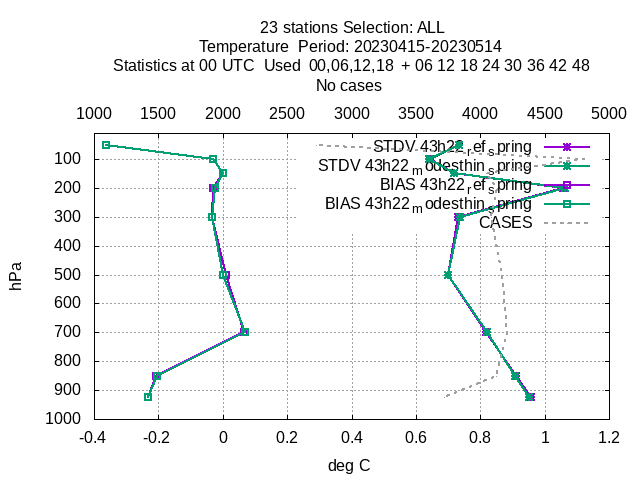 23 stations Selection: ALL
Temperature  Period: 20230415-20230514
Statistics at 00 UTC  Used  00,06,12,18  + 06 12 18 24 30 36 42 48
No cases
1000 1500 2000 2500 3000 3500 4000 4500 5000
STDV 43h22_ref_spring
100
STDV 43h22_modesthin_spring
200
BIAS 43h22_ref_spring
BIAS 43h22_modesthin_spring
300
CASES
400
hPa
500
600
700
800
900
1000
-0.4 -0.2 0 0.2 0.4 0.6 0.8 1 1.2
deg C